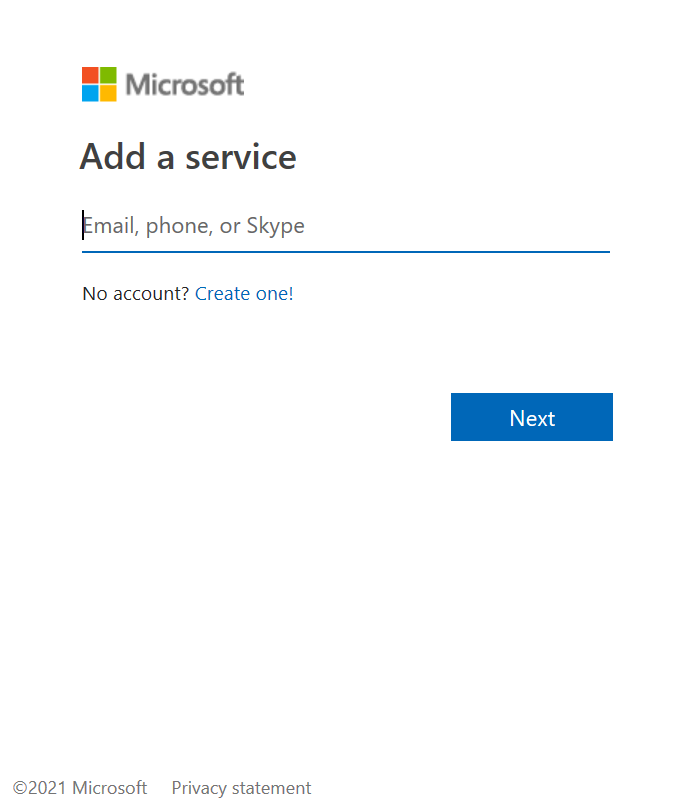 Microsoft
Add a service
Email, phone, or Skype
No account? Create one!
Next
©2021 Microsoft Privacy statement